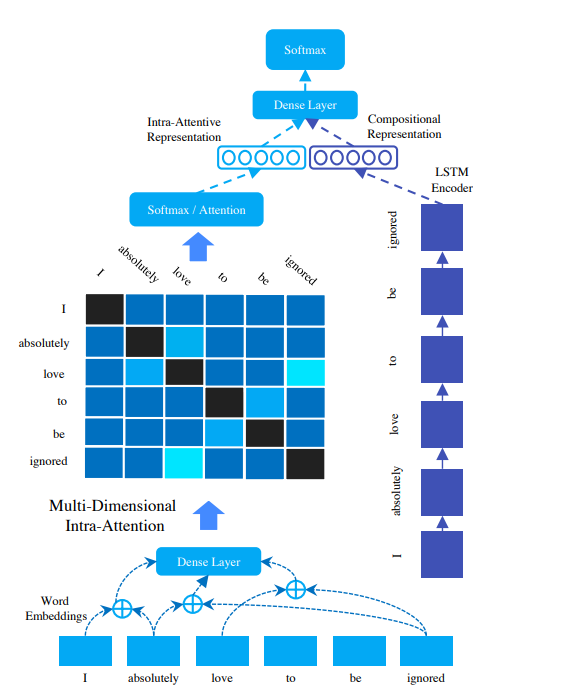 Softmax
Dense Layer
Intra-Attentive
Representation
Compositional
Representation
LSTM
Encoder
Softmax / Attention
I
absolutely
love
to
be
ignored
I
absolutely
love
to
be
ignored
ignored
be
to
love
absolutely
I
Multi-Dimensional
Intra-Attention
Dense Layer
Word
Embeddings
I
absolutely
love
to
be
ignored